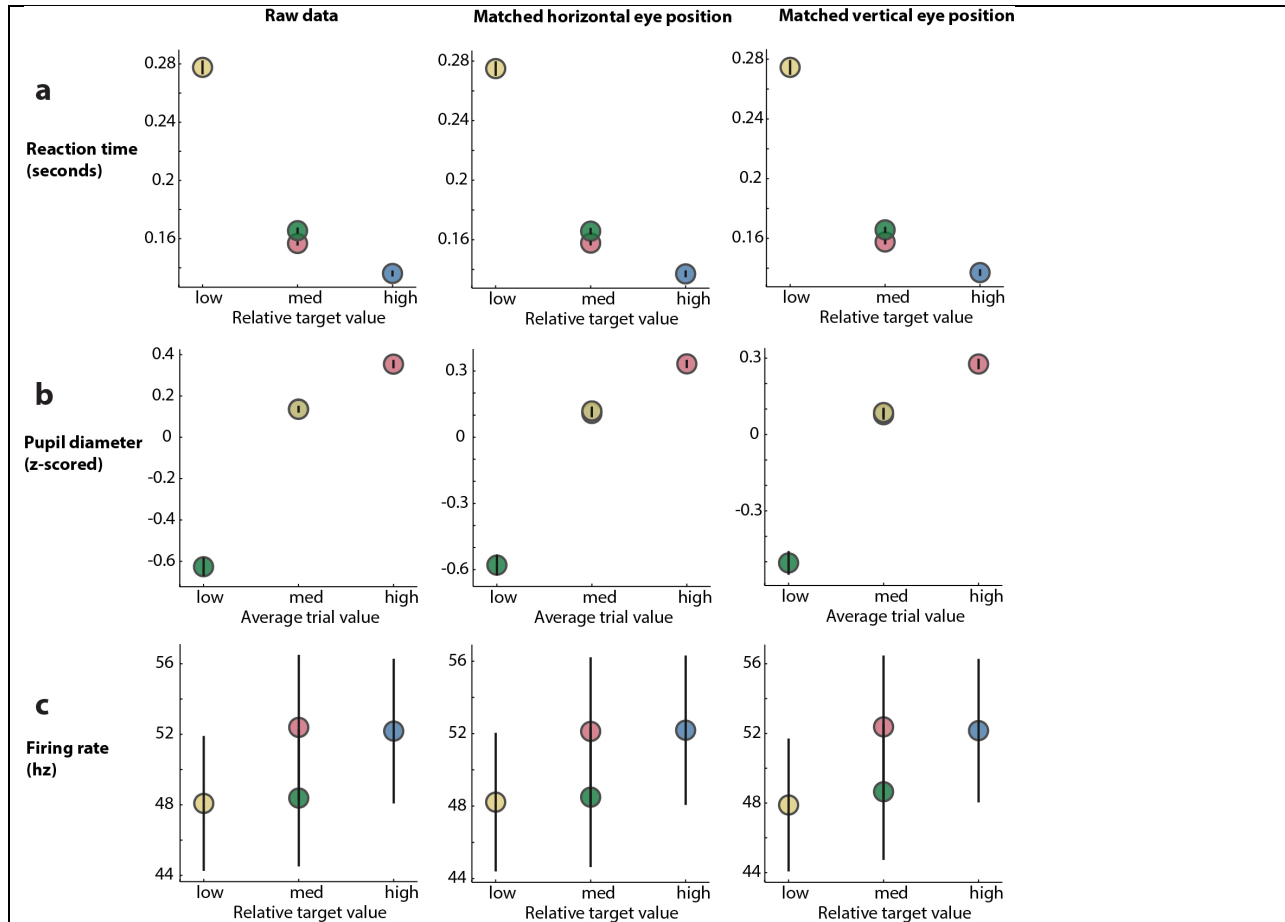 Raw data
Matched horizontal eye position
Matched vertical eye position
a
Reaction time
(seconds)
0.28
0.24
0.2
0.16
low
med
high
Relative target value
0.28
0.24
0.2
0.16
low
med
high
Relative target value
0.28
0.24
0.2
0.16
low
med
high
Relative target value
b
Pupil diameter
(z-scored)
0.4
0.2
0
-0.2
-0.4
-0.6
low
med
high
Average trial value
0.3
0
-0.3
-0.6
low
med
high
Average trial value
0.3
0
-0.3
low
med
high
Average trial value
c
Firing rate
(hz)
56
52
48
44
low
med
high
Relative target value
56
52
48
44
low
med
high
Relative target value
56
52
48
44
low
med
high
Relative target value